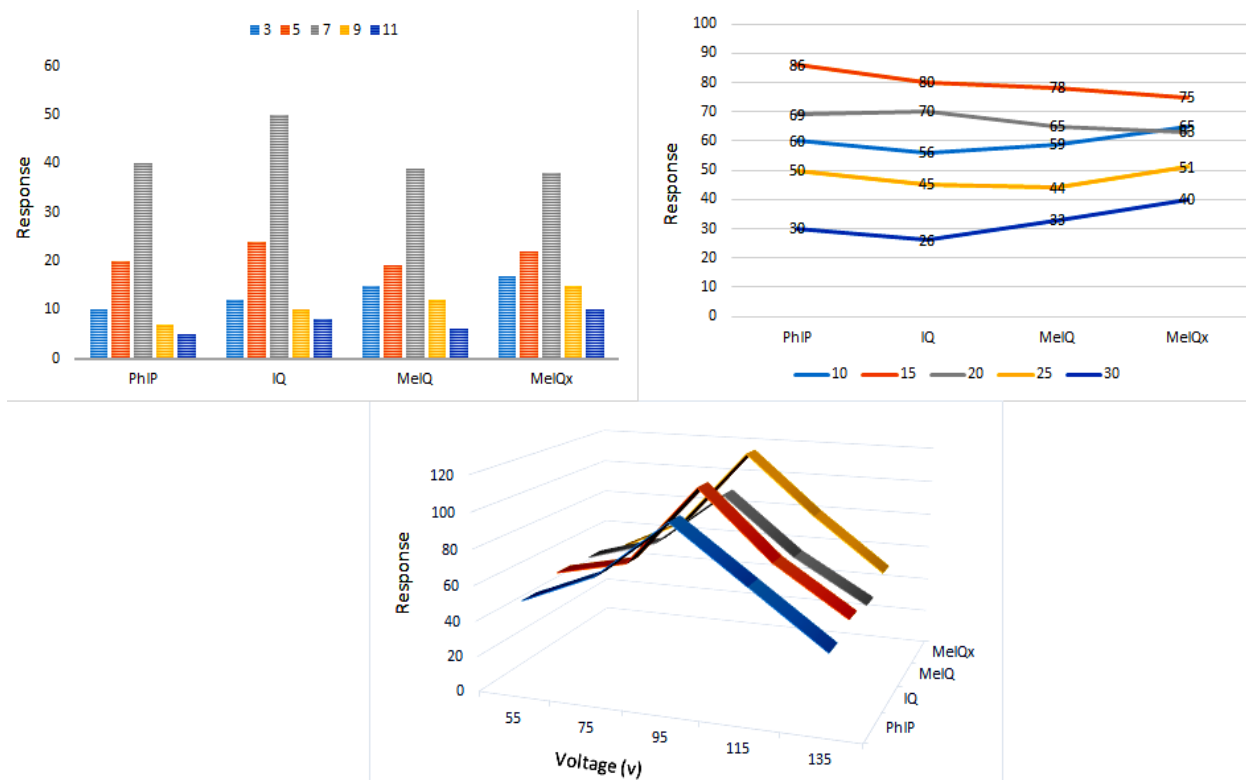 3 5 7 9 11
60
50
40
30
20
10
0
Response
PhIP IQ MeIQ MeIQx
100
90
80
70
60
50
40
30
20
10
0
Response
86 80 78 75
69 70 65 63
60 56 59 65
50 45 44 51
30 26 33 40
PhIP IQ MeIQ MeIQx
10 15 20 25 30
120
100
80
60
40
20
0
Response
55 75 95 115 135
Voltage (v)
MeIQx
MeIQ
IQ
PhIP